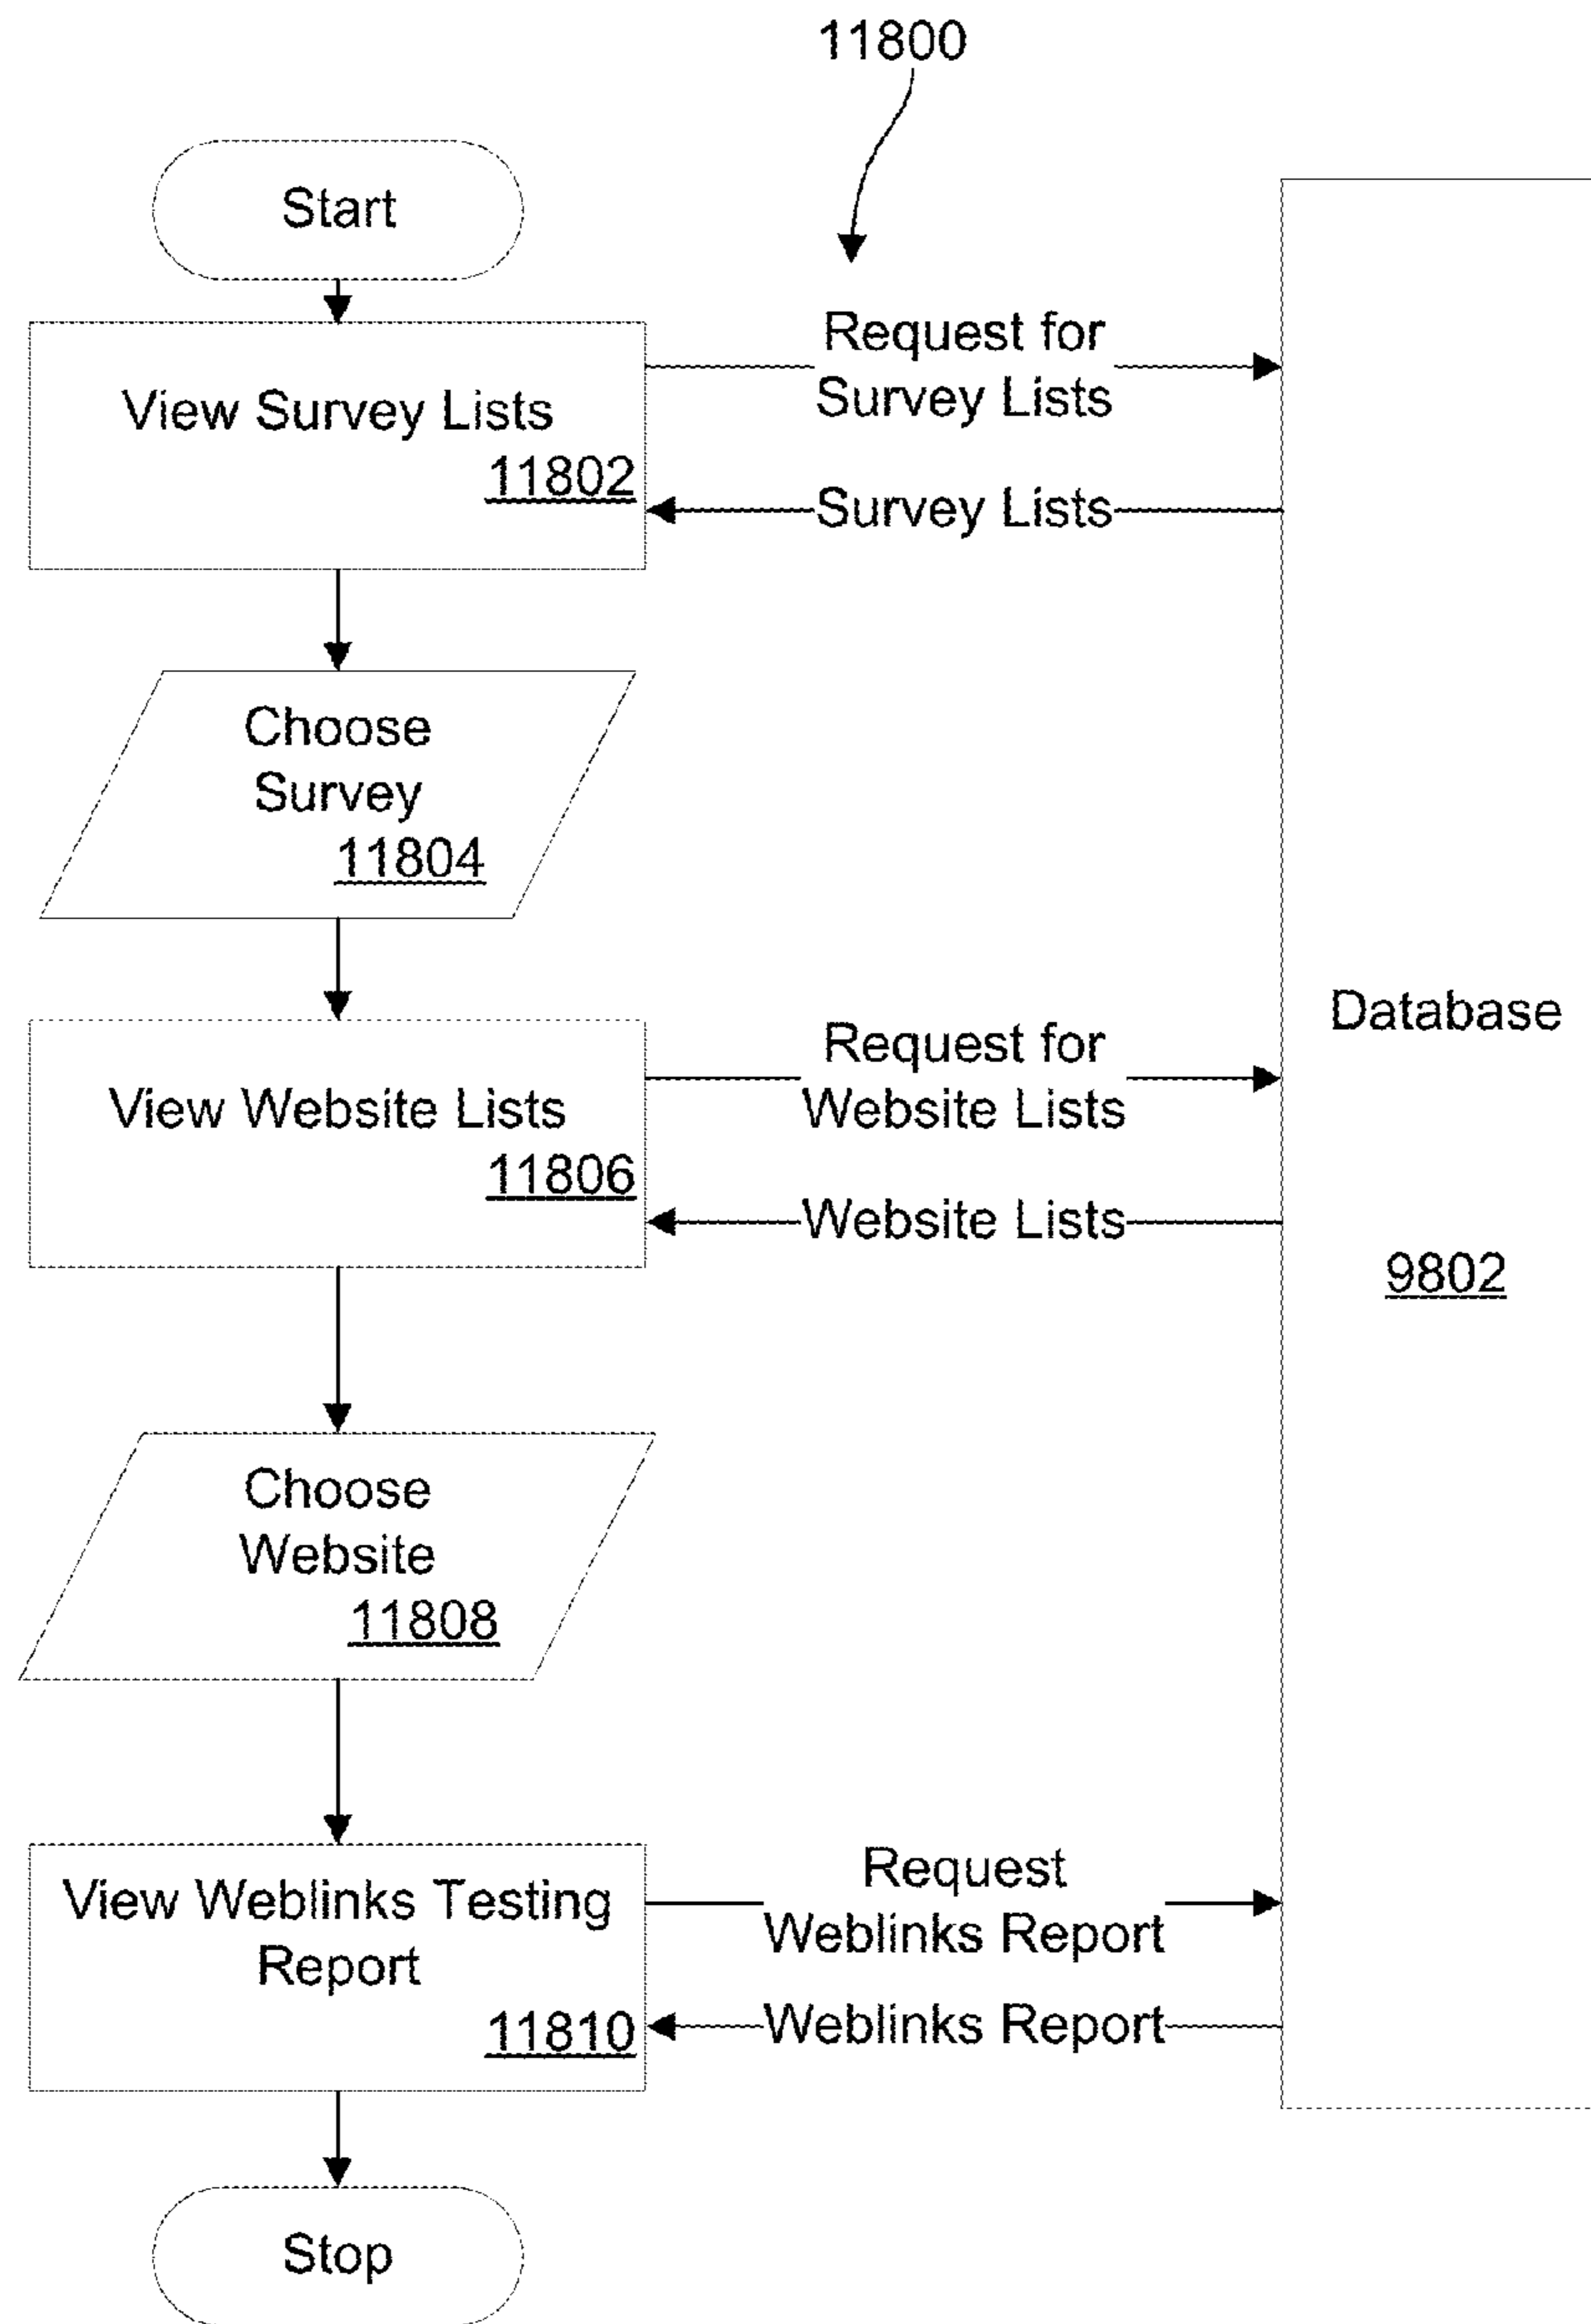 11800
Start
View Survey Lists
11802
Request for
Survey Lists
Survey Lists
Choose
Survey
11804
View Website Lists
11806
Request for
Website Lists
Website Lists
Database
9802
Choose
Website
11808
View Weblinks Testing
Report
11810
Request
Weblinks Report
Weblinks Report
Stop